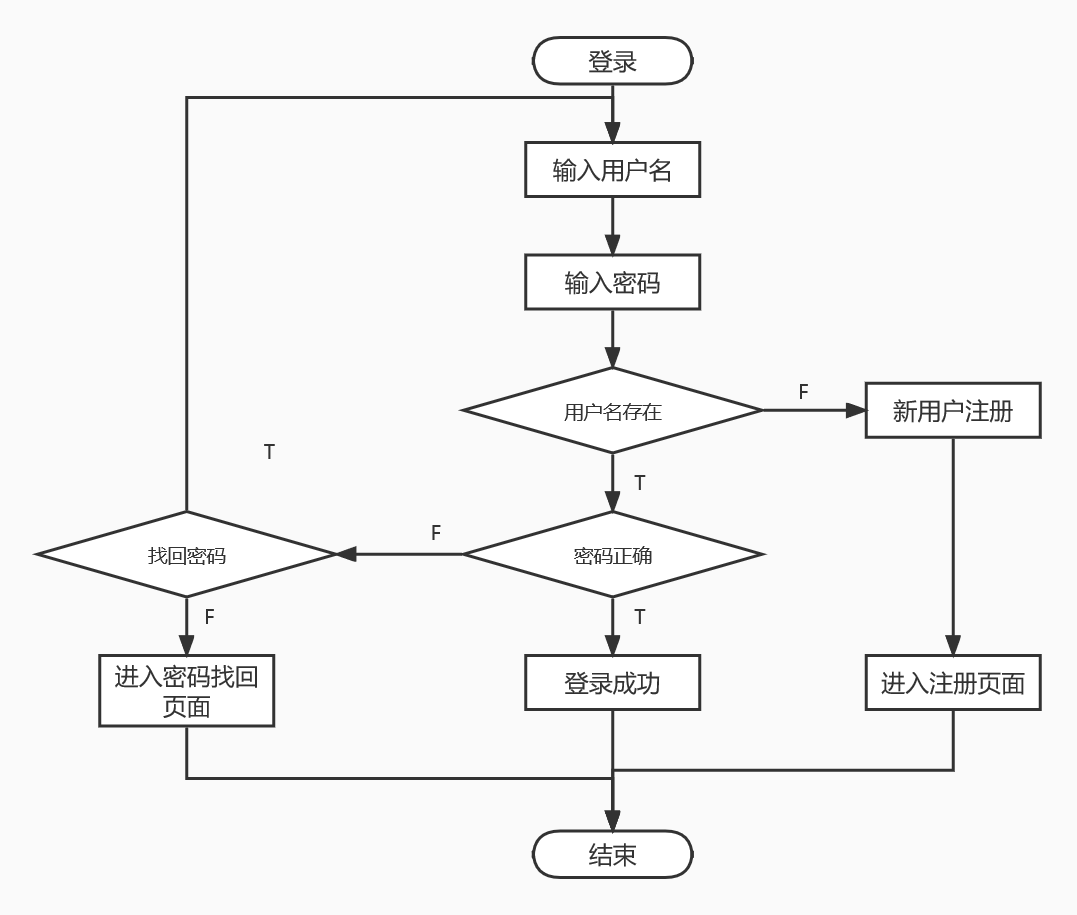 登录
输入用户名
输入密码
用户名存在
F
新用户注册
T
T
找回密码
F
密码正确
F
T
进入密码找回
页面
登录成功
进入注册页面
结束